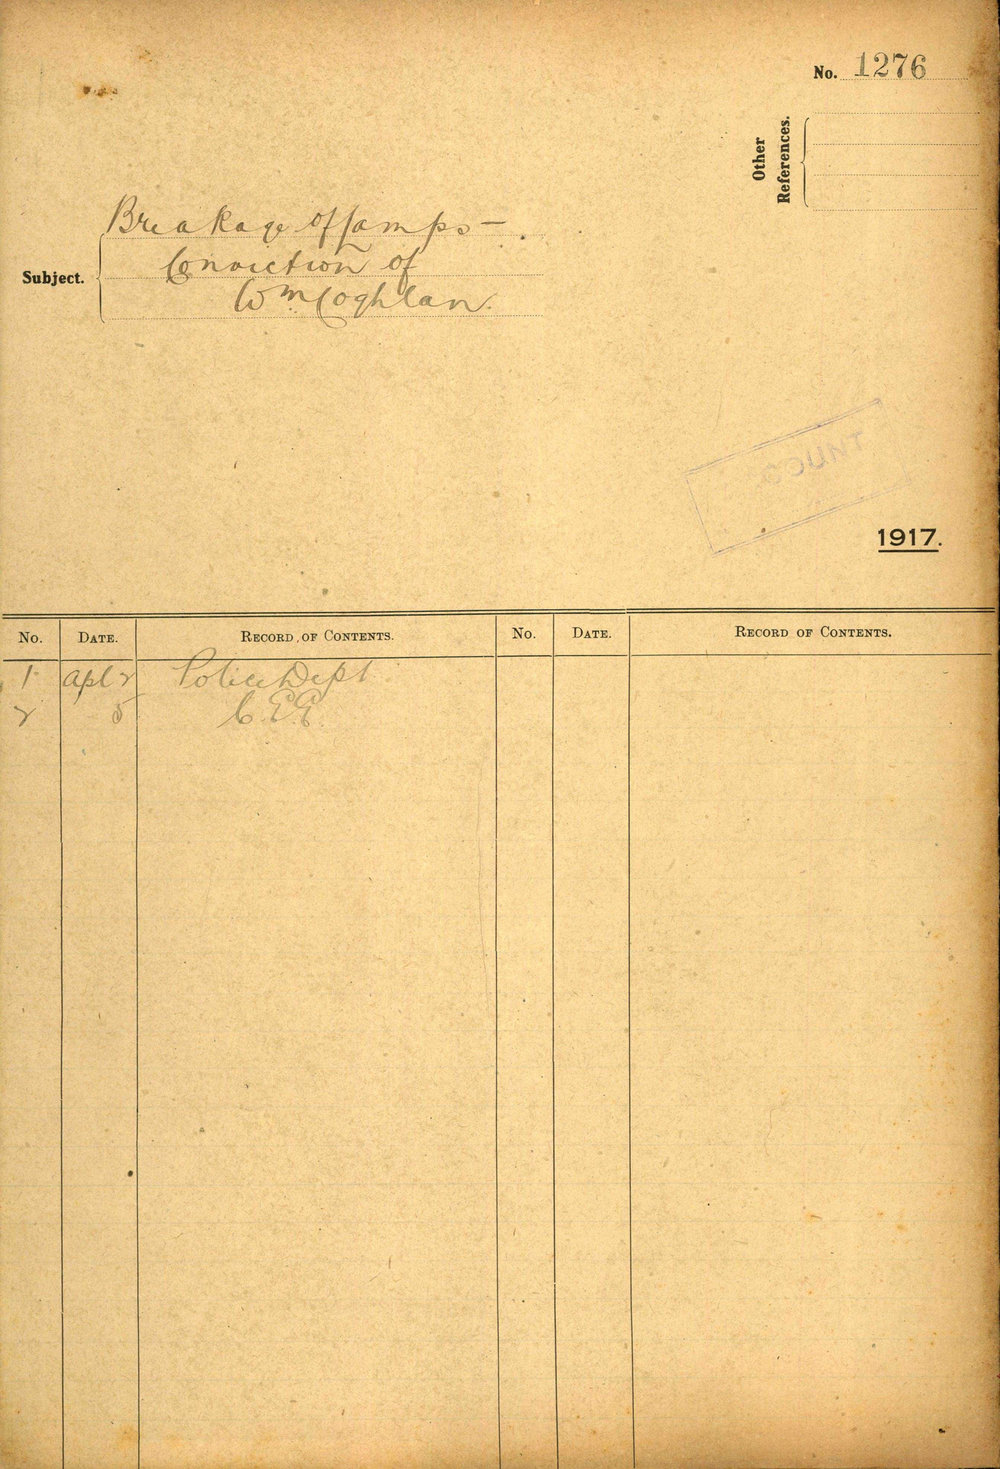 No. 1276
Other
References.
Breakage of Lamps —
Subject.
Conviction of
Wm Coghlan.
COUNT
1917.
No. DATE. RECORD OF CONTENTS. No. DATE. RECORD OF CONTENTS.
1 Apl 2 Police Dept
2 5 C.E.E.